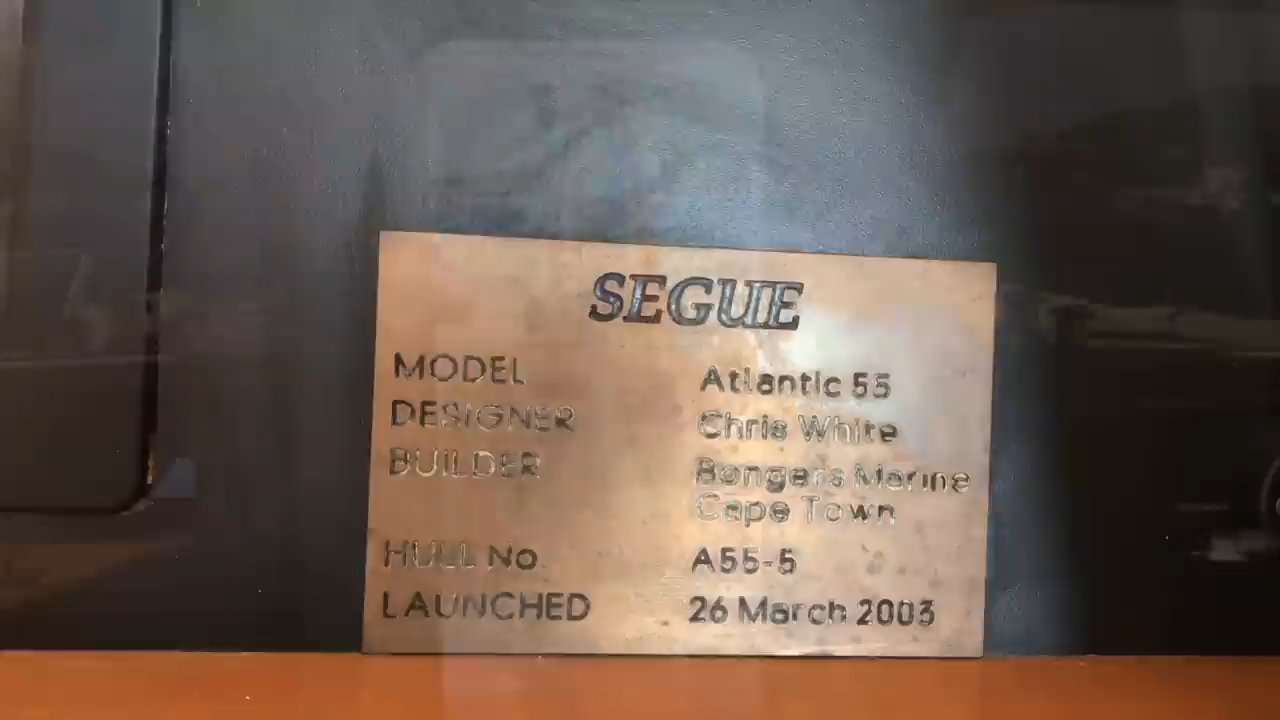 SEGUE
MODEL Atlantic 55
DESIGNER Chris White
BUILDER Bongers Marine
Cape Town
HULL No A55-5
LAUNCHED 26 March 2003